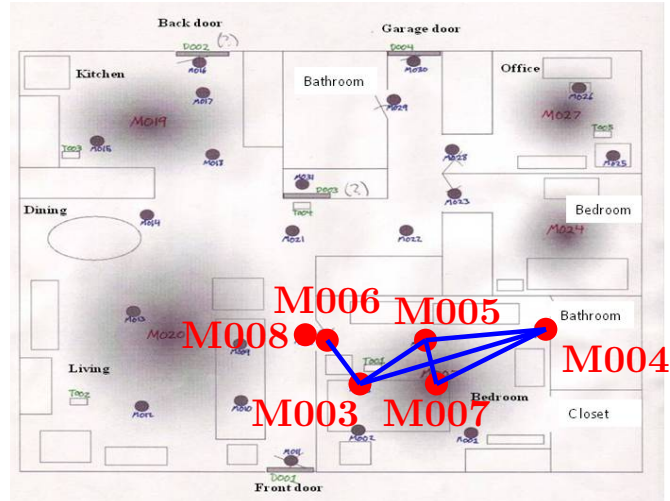 Back door
Garage door
D002 (?)
D004
Kitchen
M016
Bathroom
M030
Office
M017
M026
M029
M019
M027
T003
M015
M018
T005
M028
M025
M031
D003 (?)
M023
T004
Dining
M014
Bedroom
M021
M022
M024
M006
M005
M013
M008
M020
M009
Bathroom
M004
T001
Living
T002
M003
M007
Bedroom
M012
M010
Closet
M002
M001
M011
D001
Front door